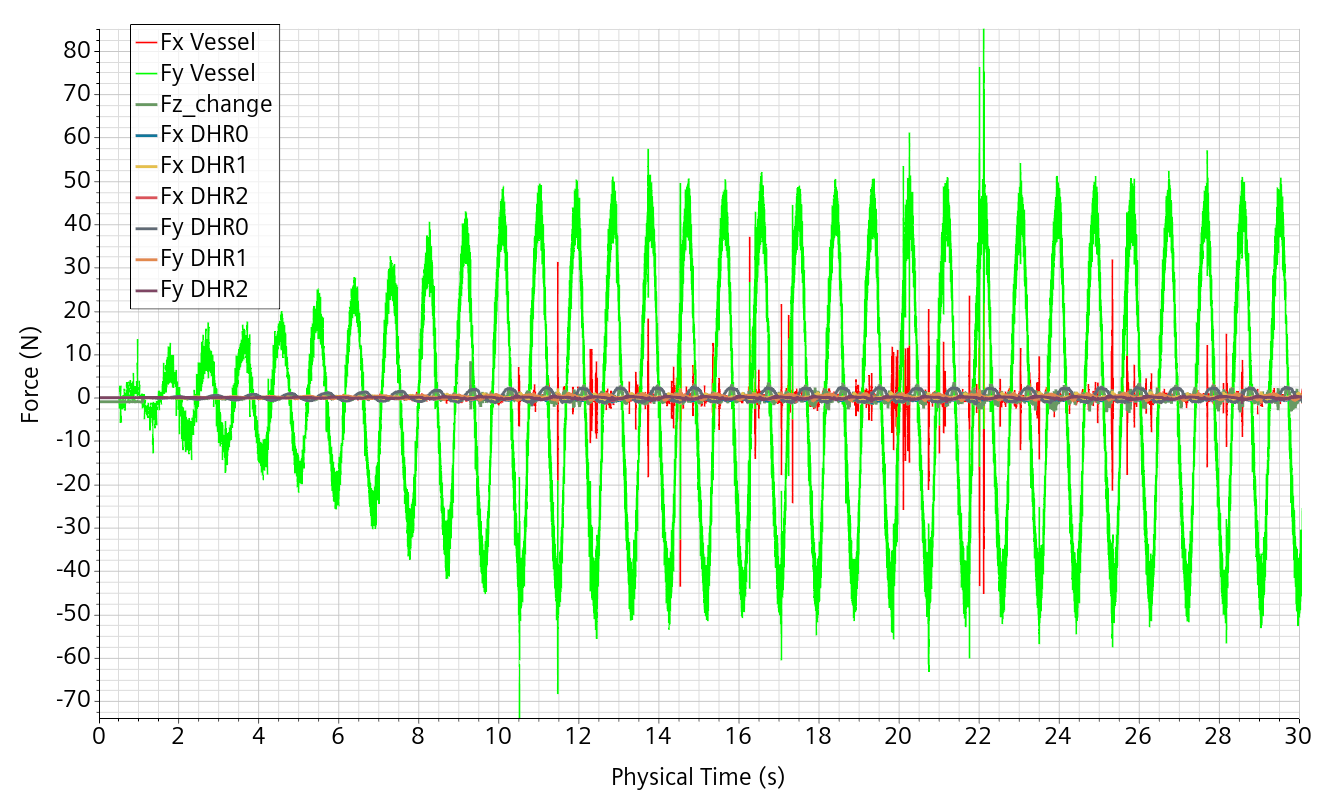 Fx Vessel
Fy Vessel
Fz_change
Fx DHR0
Fx DHR1
Fx DHR2
Fy DHR0
Fy DHR1
Fy DHR2
80
70
60
50
40
30
20
10
0
-10
-20
-30
-40
-50
-60
-70
Force (N)
0 2 4 6 8 10 12 14 16 18 20 22 24 26 28 30
Physical Time (s)